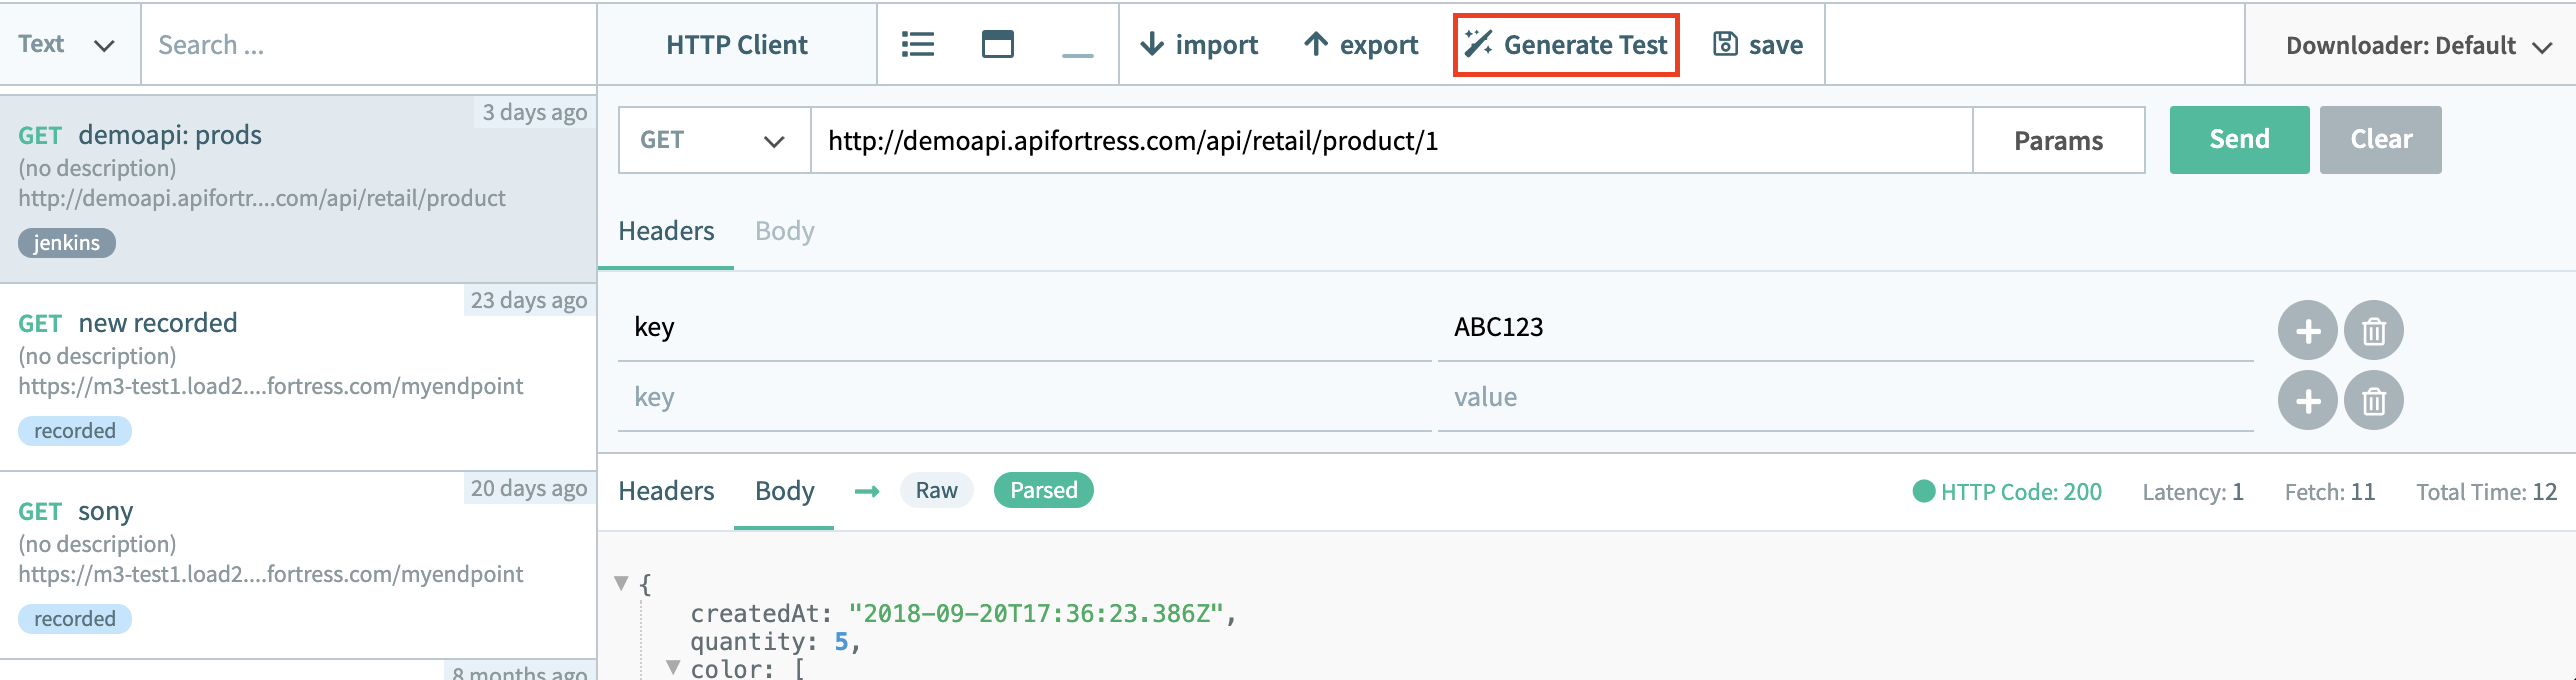 Text
Search ...
HTTP Client
import
export
Generate Test
save
Downloader: Default
3 days ago
GET demoapi: prods
(no description)
http://demoapi.apifortr....com/api/retail/product
jenkins
23 days ago
GET new recorded
(no description)
https://m3-test1.load2....fortress.com/myendpoint
recorded
20 days ago
GET sony
(no description)
https://m3-test1.load2....fortress.com/myendpoint
recorded
8 months ago
GET
http://demoapi.apifortress.com/api/retail/product/1
Params
Send
Clear
Headers Body
key ABC123
key value
Headers Body Raw Parsed
HTTP Code: 200 Latency: 1 Fetch: 11 Total Time: 12
{
createdAt: "2018-09-20T17:36:23.386Z",
quantity: 5,
color: [